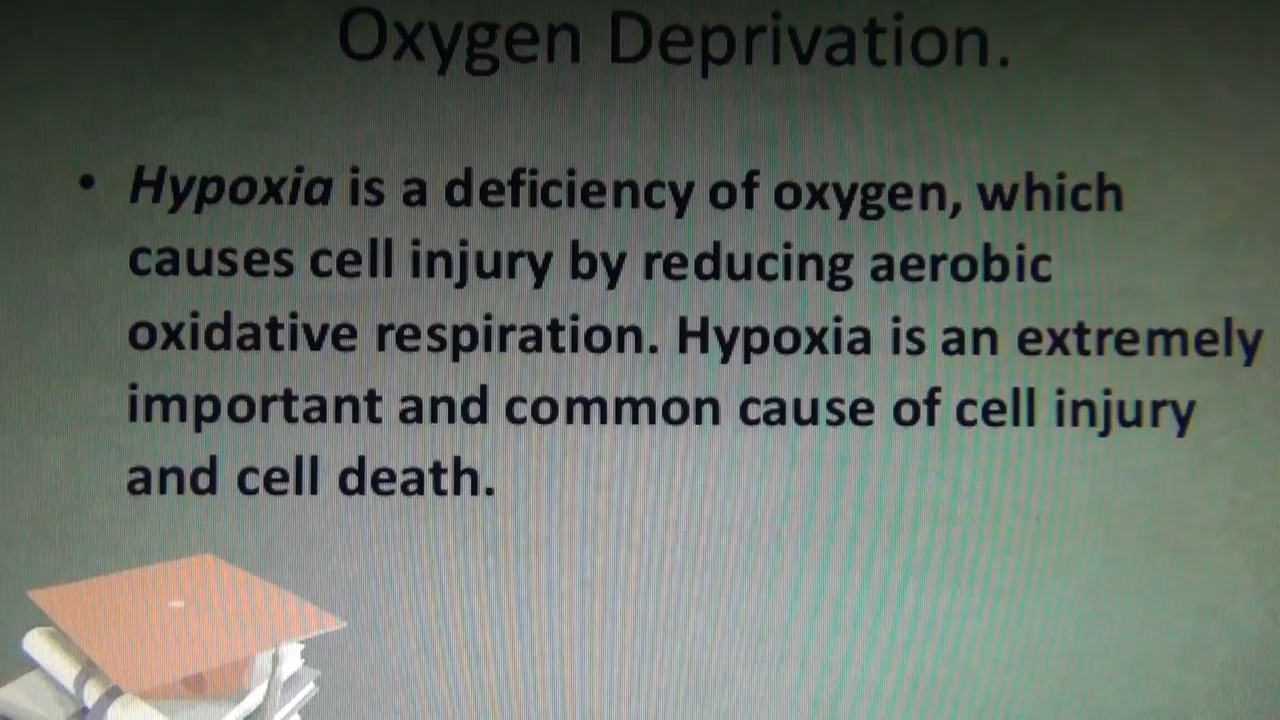 Oxygen Deprivation.
• Hypoxia is a deficiency of oxygen, which
causes cell injury by reducing aerobic
oxidative respiration. Hypoxia is an extremely
important and common cause of cell injury
and cell death.